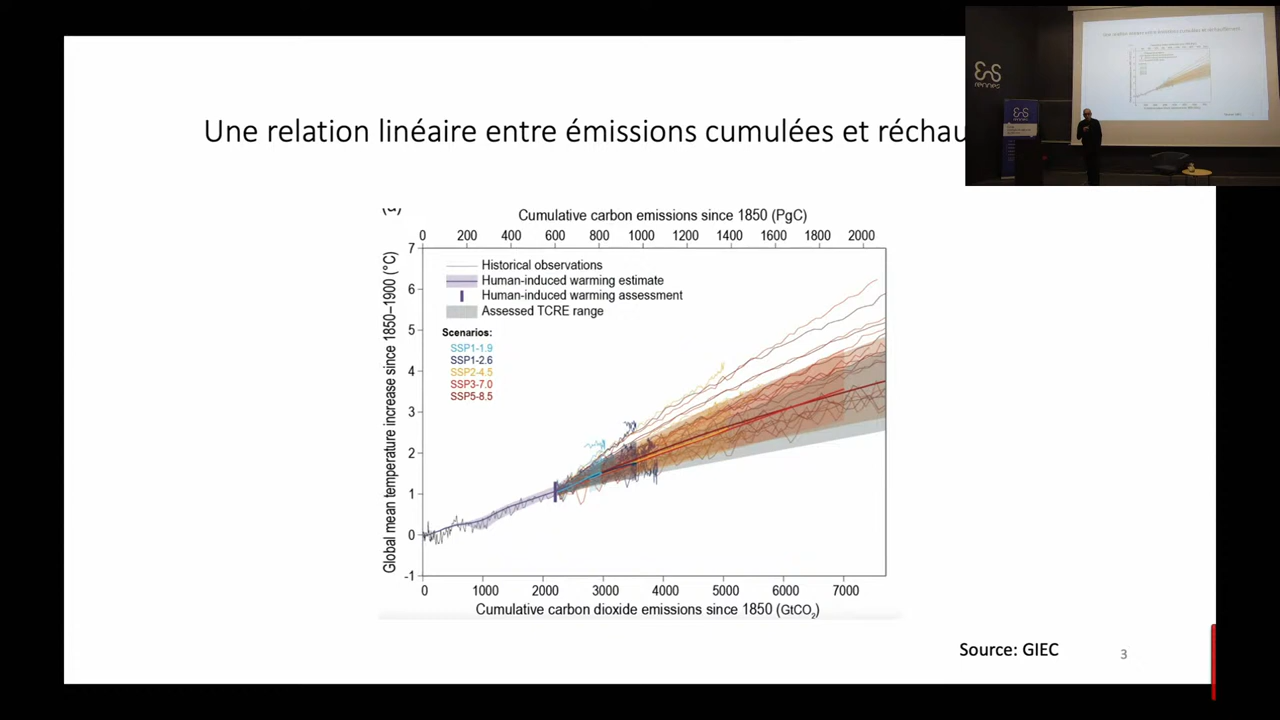 Une relation linéaire entre émissions cumulées et réchau
Cumulative carbon emissions since 1850 (PgC)
0 200 400 600 800 1000 1200 1400 1600 1800 2000
Global mean temperature increase since 1850–1900 (°C)
7
6
5
4
3
2
1
0
-1
Historical observations
Human-induced warming estimate
Human-induced warming assessment
Assessed TCRE range
Scenarios:
SSP1-1.9
SSP1-2.6
SSP2-4.5
SSP3-7.0
SSP5-8.5
0 1000 2000 3000 4000 5000 6000 7000
Cumulative carbon dioxide emissions since 1850 (GtCO₂)
Source: GIEC
3
ens
rennes